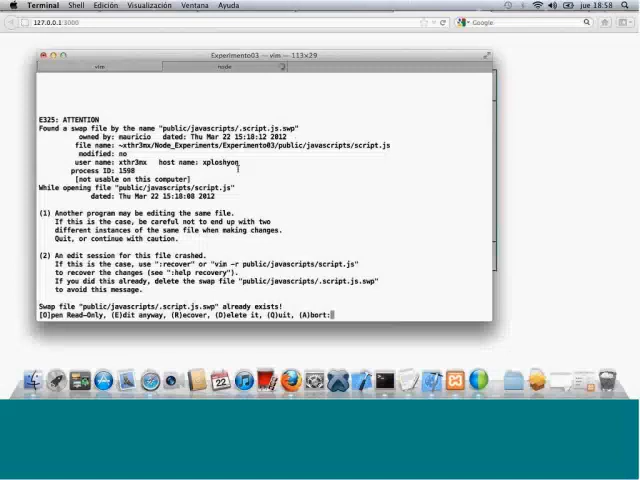 Terminal Shell Edición Visualización Ventana Ayuda jue 18:58
127.0.0.1:3000 Google
Experimento03 — vim — 113×29
vim node
E325: ATTENTION
Found a swap file by the name "public/javascripts/.script.js.swp"
owned by: mauricio dated: Thu Mar 22 15:18:12 2012
file name: ~xthr3mx/Node_Experiments/Experimento03/public/javascripts/script.js
modified: no
user name: xthr3mx host name: xploshyon
process ID: 1598
[not usable on this computer]
While opening file "public/javascripts/script.js"
dated: Thu Mar 22 15:18:08 2012
(1) Another program may be editing the same file.
If this is the case, be careful not to end up with two
different instances of the same file when making changes.
Quit, or continue with caution.
(2) An edit session for this file crashed.
If this is the case, use ":recover" or "vim -r public/javascripts/script.js"
to recover the changes (see ":help recovery").
If you did this already, delete the swap file "public/javascripts/.script.js.swp"
to avoid this message.
Swap file "public/javascripts/.script.js.swp" already exists!
[O]pen Read-Only, (E)dit anyway, (R)ecover, (D)elete it, (Q)uit, (A)bort:
22